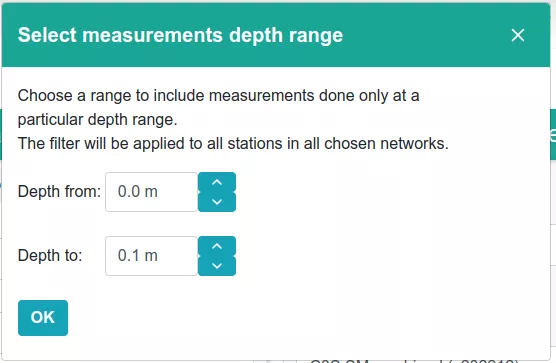 Select measurements depth range
Choose a range to include measurements done only at a
particular depth range.
The filter will be applied to all stations in all chosen networks.
Depth from: 0.0 m
Depth to: 0.1 m
OK